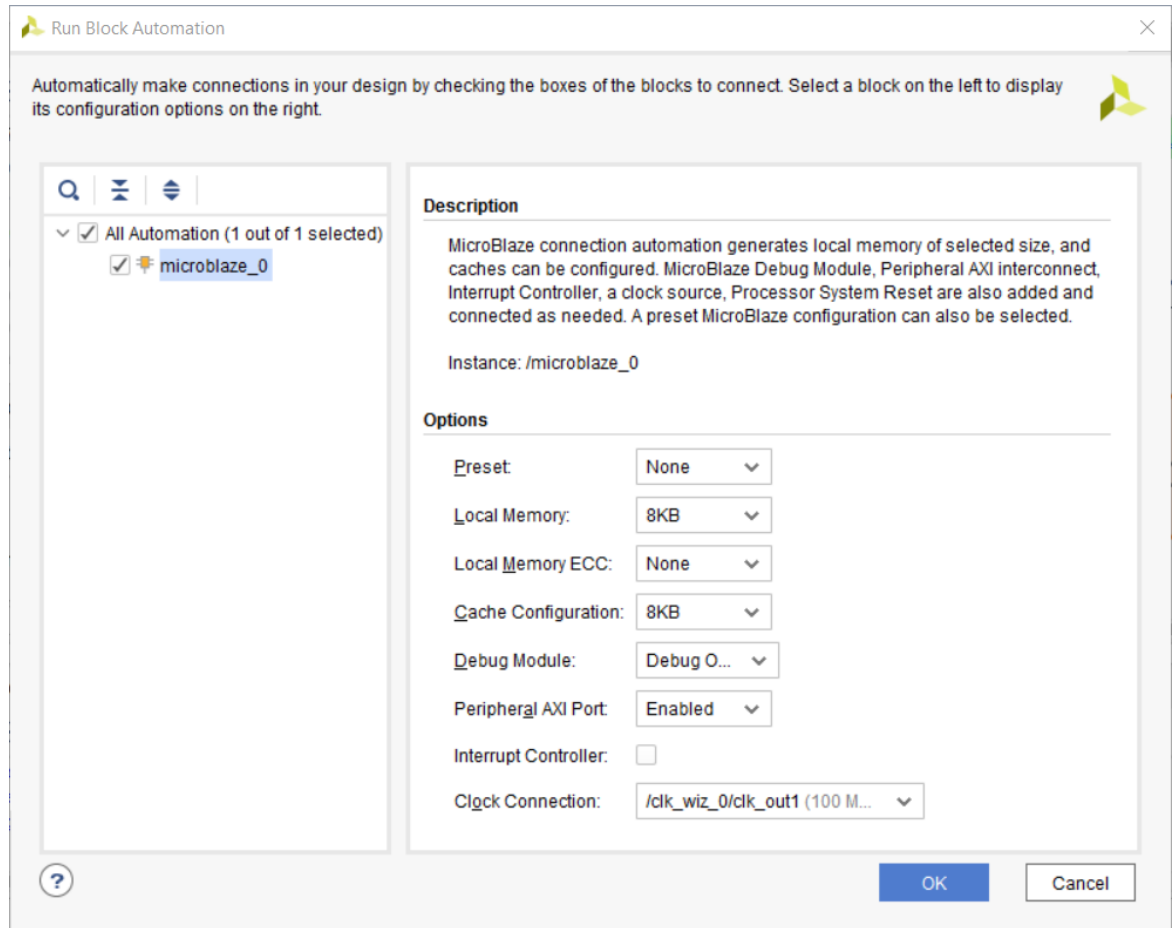 Run Block Automation
Automatically make connections in your design by checking the boxes of the blocks to connect. Select a block on the left to display
its configuration options on the right.
All Automation (1 out of 1 selected)
microblaze_0
Description
MicroBlaze connection automation generates local memory of selected size, and
caches can be configured. MicroBlaze Debug Module, Peripheral AXI interconnect,
Interrupt Controller, a clock source, Processor System Reset are also added and
connected as needed. A preset MicroBlaze configuration can also be selected.
Instance: /microblaze_0
Options
Preset: None
Local Memory: 8KB
Local Memory ECC: None
Cache Configuration: 8KB
Debug Module: Debug O...
Peripheral AXI Port: Enabled
Interrupt Controller:
Clock Connection: /clk_wiz_0/clk_out1 (100 M...
?
OK
Cancel